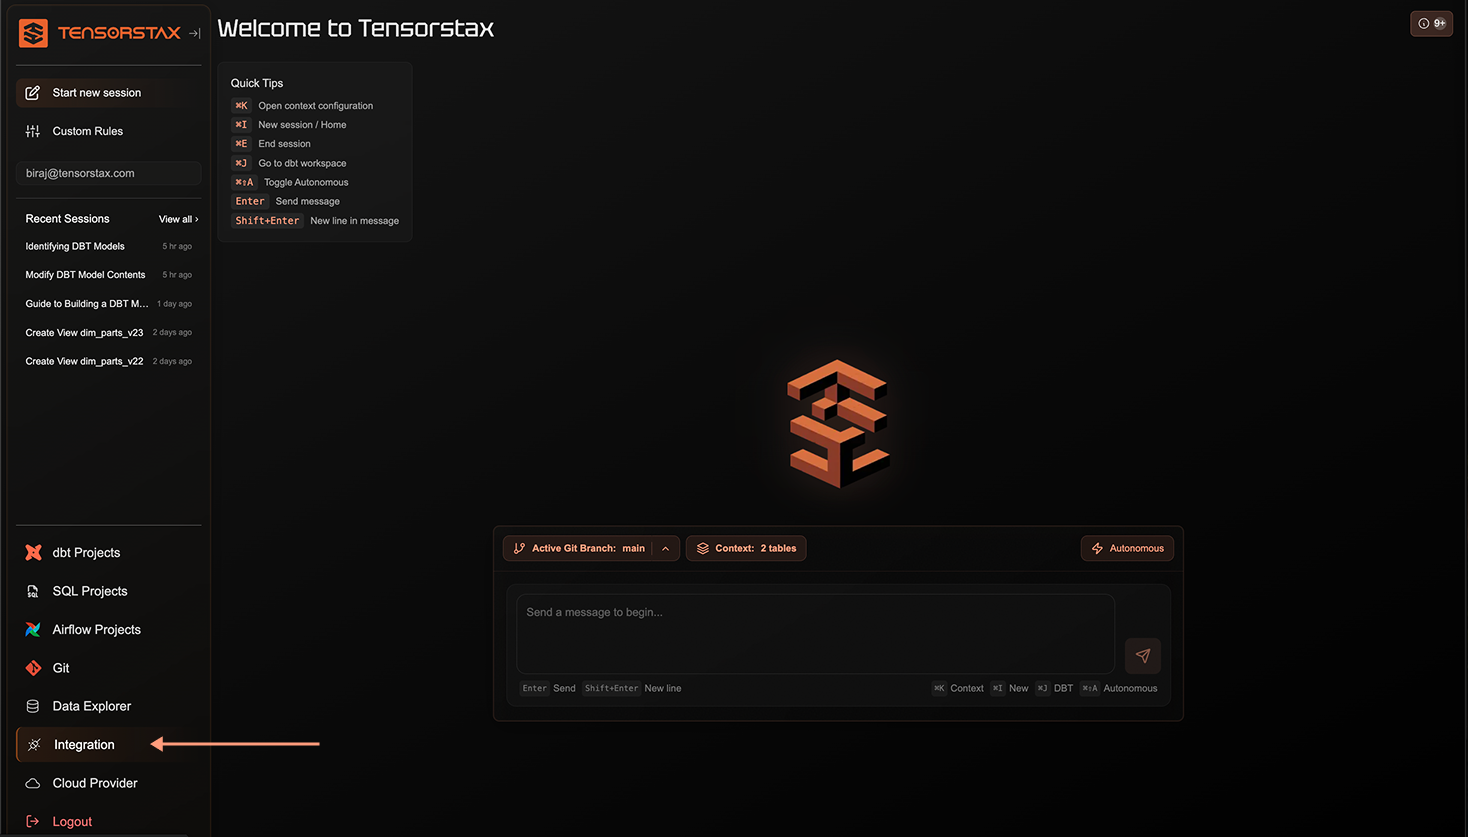 TENSORSTAX
Welcome to Tensorstax
9+
Start new session
Custom Rules
biraj@tensorstax.com
Recent Sessions View all ›
Identifying DBT Models 5 hr ago
Modify DBT Model Contents 5 hr ago
Guide to Building a DBT M... 1 day ago
Create View dim_parts_v23 2 days ago
Create View dim_parts_v22 2 days ago
dbt Projects
SQL
SQL Projects
Airflow Projects
Git
Data Explorer
Integration
Cloud Provider
Logout
Quick Tips
⌘K Open context configuration
⌘I New session / Home
⌘E End session
⌘J Go to dbt workspace
⌘⇧A Toggle Autonomous
Enter Send message
Shift+Enter New line in message
Active Git Branch: main
Context: 2 tables
Autonomous
Send a message to begin...
Enter Send Shift+Enter New line
⌘K Context ⌘I New ⌘J DBT ⌘⇧A Autonomous